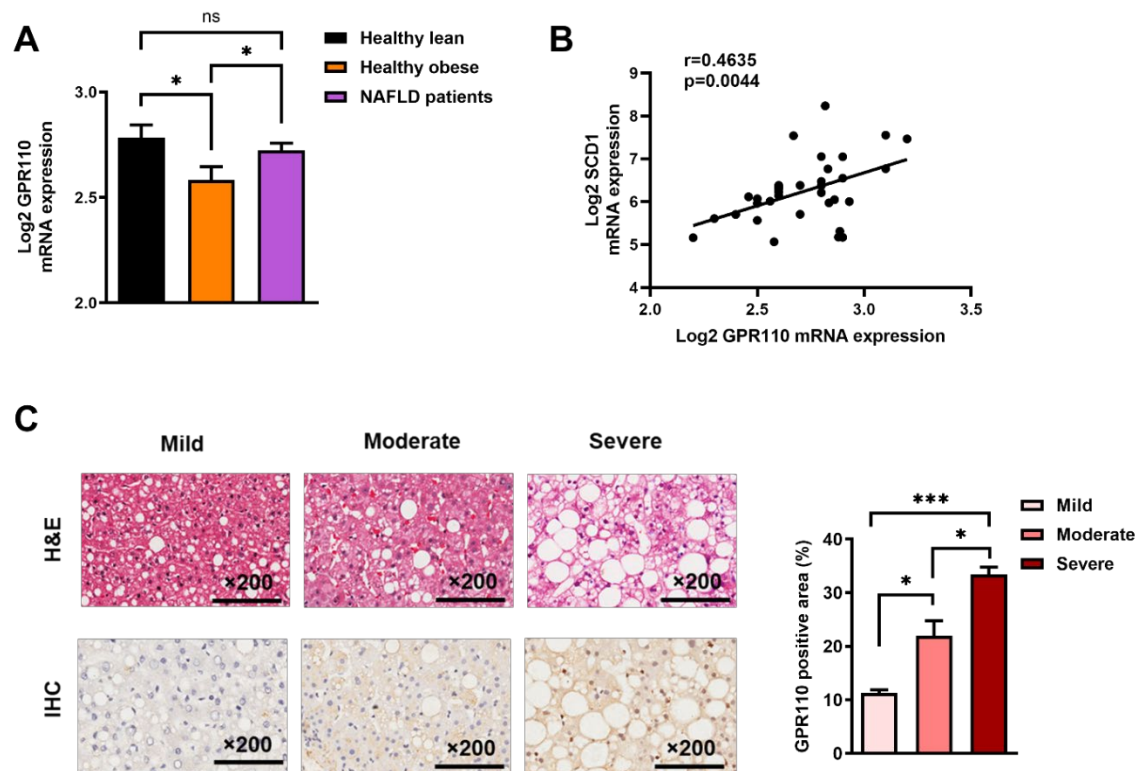 A
ns
*
*
Healthy lean
Healthy obese
NAFLD patients
Log2 GPR110
mRNA expression
3.0
2.5
2.0
B
r=0.4635
p=0.0044
Log2 SCD1
mRNA expression
9
8
7
6
5
4
2.0 2.5 3.0 3.5
Log2 GPR110 mRNA expression
C
Mild Moderate Severe
H&E
×200 ×200 ×200
IHC
×200 ×200 ×200
***
*
*
Mild
Moderate
Severe
GPR110 positive area (%)
40
30
20
10
0